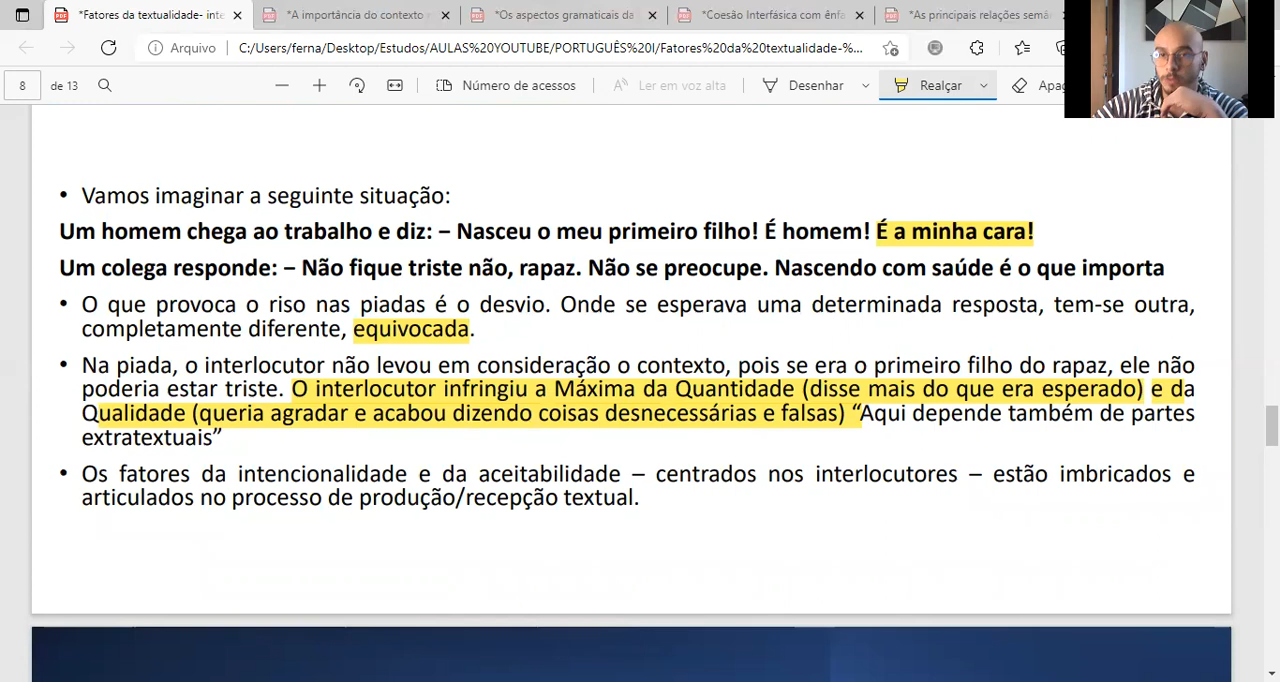 *Fatores da textualidade- inte
*A importância do contexto n
*Os aspectos gramaticais da
*Coesão Interfásica com ênfa
*As principais relações semâ
Arquivo
C:/Users/ferna/Desktop/Estudos/AULAS%20YOUTUBE/PORTUGUÊS%20I/Fatores%20da%20textualidade-%...
8 de 13
Número de acessos
Ler em voz alta
Desenhar
Realçar
Apag
• Vamos imaginar a seguinte situação:
Um homem chega ao trabalho e diz: – Nasceu o meu primeiro filho! É homem! É a minha cara!
Um colega responde: – Não fique triste não, rapaz. Não se preocupe. Nascendo com saúde é o que importa
• O que provoca o riso nas piadas é o desvio. Onde se esperava uma determinada resposta, tem-se outra,
completamente diferente, equivocada.
• Na piada, o interlocutor não levou em consideração o contexto, pois se era o primeiro filho do rapaz, ele não
poderia estar triste. O interlocutor infringiu a Máxima da Quantidade (disse mais do que era esperado) e da
Qualidade (queria agradar e acabou dizendo coisas desnecessárias e falsas) “Aqui depende também de partes
extratextuais”
• Os fatores da intencionalidade e da aceitabilidade – centrados nos interlocutores – estão imbricados e
articulados no processo de produção/recepção textual.